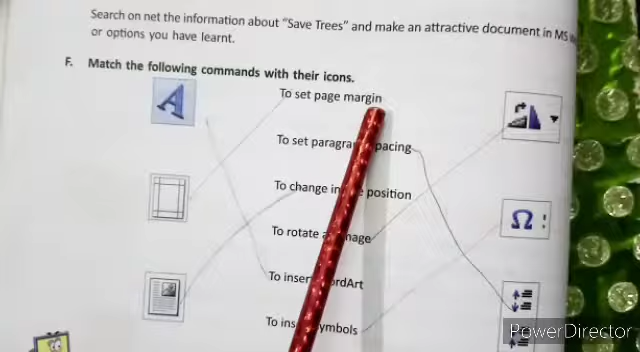 Search on net the information about "Save Trees" and make an attractive document in MS
or options you have learnt.
F. Match the following commands with their icons.
A
To set page margin
To set paragra pacing
To change in e position
To rotate a nage
Ω
To inser ordArt
To ins ymbols
PowerDirector